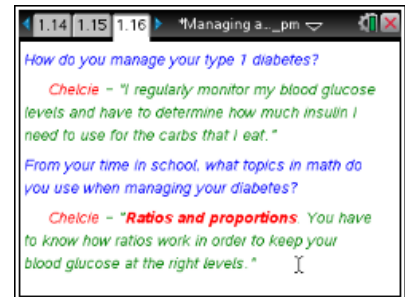 1.14 1.15 1.16 *Managing a..._pm
How do you manage your type 1 diabetes?
Chelcie – "I regularly monitor my blood glucose
levels and have to determine how much insulin I
need to use for the carbs that I eat."
From your time in school, what topics in math do
you use when managing your diabetes?
Chelcie – "Ratios and proportions. You have
to know how ratios work in order to keep your
blood glucose at the right levels."